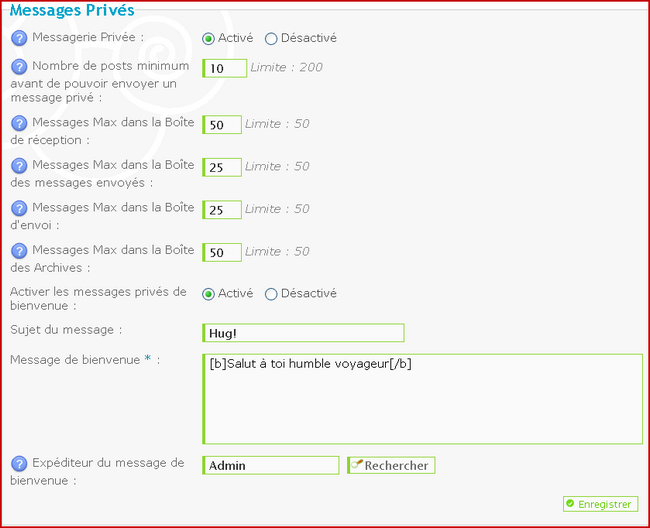 Messages Privés
? Messagerie Privée : Activé Désactivé
? Nombre de posts minimum
avant de pouvoir envoyer un
message privé :
10 Limite : 200
? Messages Max dans la Boîte
de réception :
50 Limite : 50
? Messages Max dans la Boîte
des messages envoyés :
25 Limite : 50
? Messages Max dans la Boîte
d'envoi :
25 Limite : 50
? Messages Max dans la Boîte
des Archives :
50 Limite : 50
Activer les messages privés de
bienvenue :
Activé Désactivé
Sujet du message : Hug!
Message de bienvenue * : [b]Salut à toi humble voyageur[/b]
? Expéditeur du message de
bienvenue :
Admin Rechercher
Enregistrer